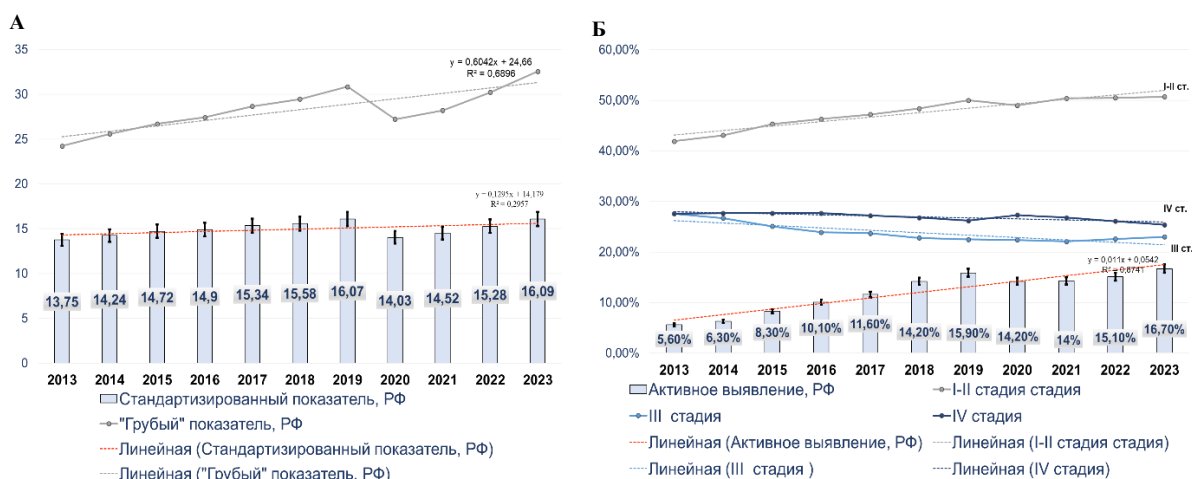 А
35
30
25
20
15
10
5
0
y = 0,6042x + 24,66
R² = 0,6896
y = 0,1295x + 14,179
R² = 0,2957
13,75 14,24 14,72 14,9 15,34 15,58 16,07 14,03 14,52 15,28 16,09
2013 2014 2015 2016 2017 2018 2019 2020 2021 2022 2023
Стандартизированный показатель, РФ
"Грубый" показатель, РФ
Линейная (Стандартизированный показатель, РФ)
Линейная ("Грубый" показатель, РФ)
Б
60,00%
50,00%
40,00%
30,00%
20,00%
10,00%
0,00%
I-II ст.
IV ст.
III ст.
y = 0,011x + 0,0542
R² = 0,8741
5,60% 6,30% 8,30% 10,10% 11,60% 14,20% 15,90% 14,20% 14% 15,10% 16,70%
2013 2014 2015 2016 2017 2018 2019 2020 2021 2022 2023
Активное выявление, РФ
I-II стадия стадия
III стадия
IV стадия
Линейная (Активное выявление, РФ)
Линейная (I-II стадия стадия)
Линейная (III стадия )
Линейная (IV стадия)